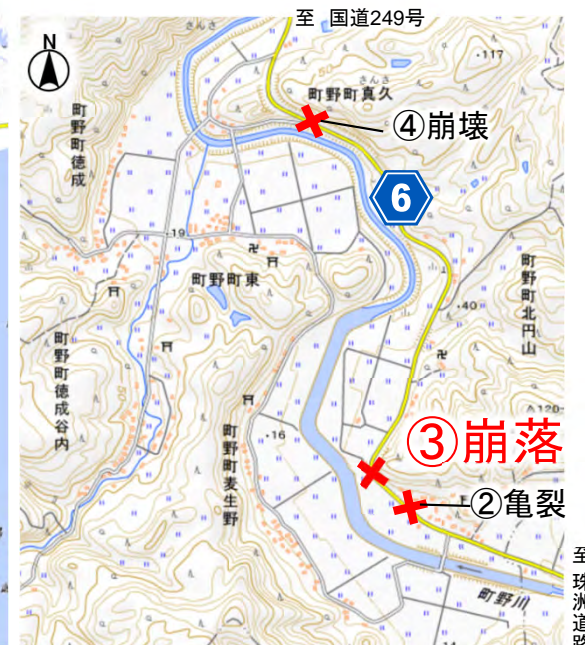 至 国道249号
さんさ
N
・117
さんさ
町野町真久
④崩壊
町野町徳成
6
・19
町野町東
町野町北円山
・40
町野町徳成谷内
町野町麦生野
・16
120
③崩落
②亀裂
町野川
至 珠洲道路